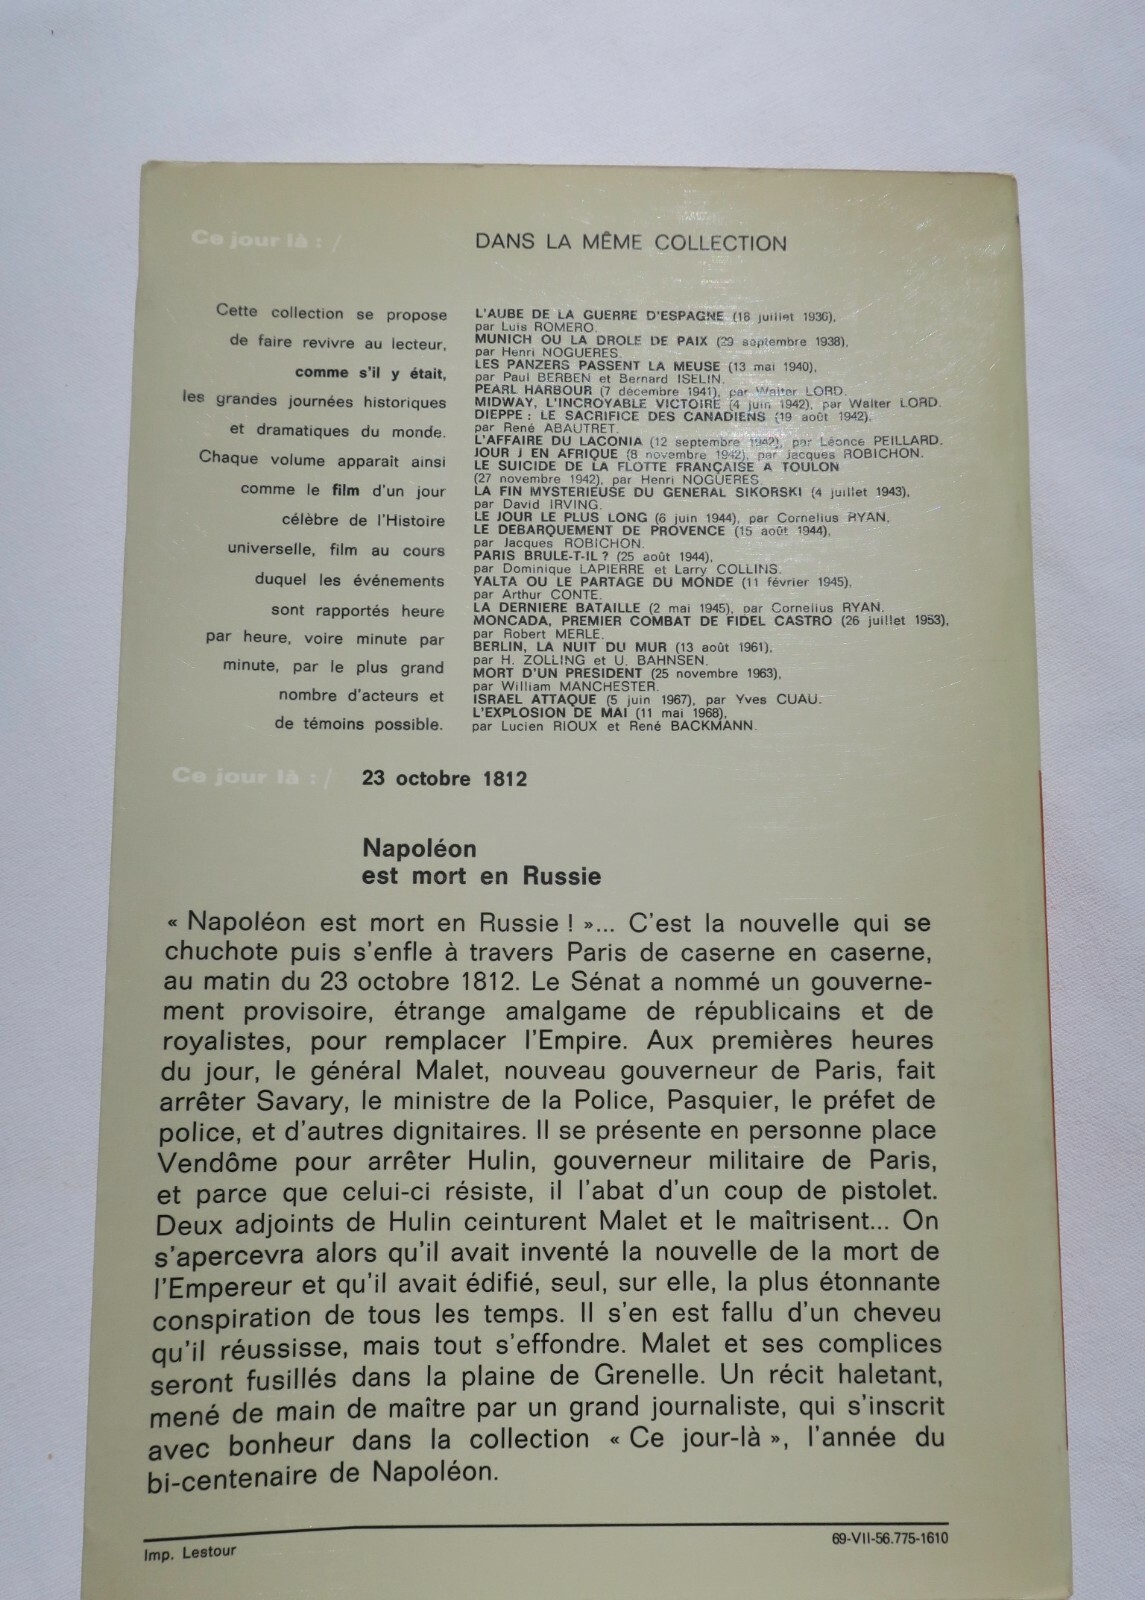 Ce jour là : /
Cette collection se propose
de faire revivre au lecteur,
comme s'il y était,
les grandes journées historiques
et dramatiques du monde.
Chaque volume apparaît ainsi
comme le film d'un jour
célèbre de l'Histoire
universelle, film au cours
duquel les événements
sont rapportés heure
par heure, voire minute par
minute, par le plus grand
nombre d'acteurs et
de témoins possible.
DANS LA MÊME COLLECTION
L'AUBE DE LA GUERRE D'ESPAGNE (18 juillet 1936),
par Luis ROMERO.
MUNICH OU LA DROLE DE PAIX (29 septembre 1938),
par Henri NOGUERES.
LES PANZERS PASSENT LA MEUSE (13 mai 1940),
par Paul BERBEN et Bernard ISELIN.
PEARL HARBOUR (7 décembre 1941), par Walter LORD.
MIDWAY, L'INCROYABLE VICTOIRE (4 juin 1942), par Walter LORD.
DIEPPE : LE SACRIFICE DES CANADIENS (19 août 1942),
par René ABAUTRET.
L'AFFAIRE DU LACONIA (12 septembre 1942), par Léonce PEILLARD.
JOUR J EN AFRIQUE (8 novembre 1942), par Jacques ROBICHON.
LE SUICIDE DE LA FLOTTE FRANÇAISE A TOULON
(27 novembre 1942), par Henri NOGUERES.
LA FIN MYSTERIEUSE DU GENERAL SIKORSKI (4 juillet 1943),
par David IRVING.
LE JOUR LE PLUS LONG (6 juin 1944), par Cornelius RYAN.
LE DEBARQUEMENT DE PROVENCE (15 août 1944),
par Jacques ROBICHON.
PARIS BRULE-T-IL ? (25 août 1944),
par Dominique LAPIERRE et Larry COLLINS.
YALTA OU LE PARTAGE DU MONDE (11 février 1945),
par Arthur CONTE.
LA DERNIERE BATAILLE (2 mai 1945), par Cornelius RYAN.
MONCADA, PREMIER COMBAT DE FIDEL CASTRO (26 juillet 1953),
par Robert MERLE.
BERLIN, LA NUIT DU MUR (13 août 1961),
par H. ZOLLING et U. BAHNSEN.
MORT D'UN PRESIDENT (25 novembre 1963),
par William MANCHESTER.
ISRAEL ATTAQUE (5 juin 1967), par Yves CUAU.
L'EXPLOSION DE MAI (11 mai 1968),
par Lucien RIOUX et René BACKMANN.
Ce jour là : / 23 octobre 1812
Napoléon
est mort en Russie
« Napoléon est mort en Russie ! »... C'est la nouvelle qui se
chuchote puis s'enfle à travers Paris de caserne en caserne,
au matin du 23 octobre 1812. Le Sénat a nommé un gouverne-
ment provisoire, étrange amalgame de républicains et de
royalistes, pour remplacer l'Empire. Aux premières heures
du jour, le général Malet, nouveau gouverneur de Paris, fait
arrêter Savary, le ministre de la Police, Pasquier, le préfet de
police, et d'autres dignitaires. Il se présente en personne place
Vendôme pour arrêter Hulin, gouverneur militaire de Paris,
et parce que celui-ci résiste, il l'abat d'un coup de pistolet.
Deux adjoints de Hulin ceinturent Malet et le maîtrisent... On
s'apercevra alors qu'il avait inventé la nouvelle de la mort de
l'Empereur et qu'il avait édifié, seul, sur elle, la plus étonnante
conspiration de tous les temps. Il s'en est fallu d'un cheveu
qu'il réussisse, mais tout s'effondre. Malet et ses complices
seront fusillés dans la plaine de Grenelle. Un récit haletant,
mené de main de maître par un grand journaliste, qui s'inscrit
avec bonheur dans la collection « Ce jour-là », l'année du
bi-centenaire de Napoléon.
Imp. Lestour
69-VII-56.775-1610